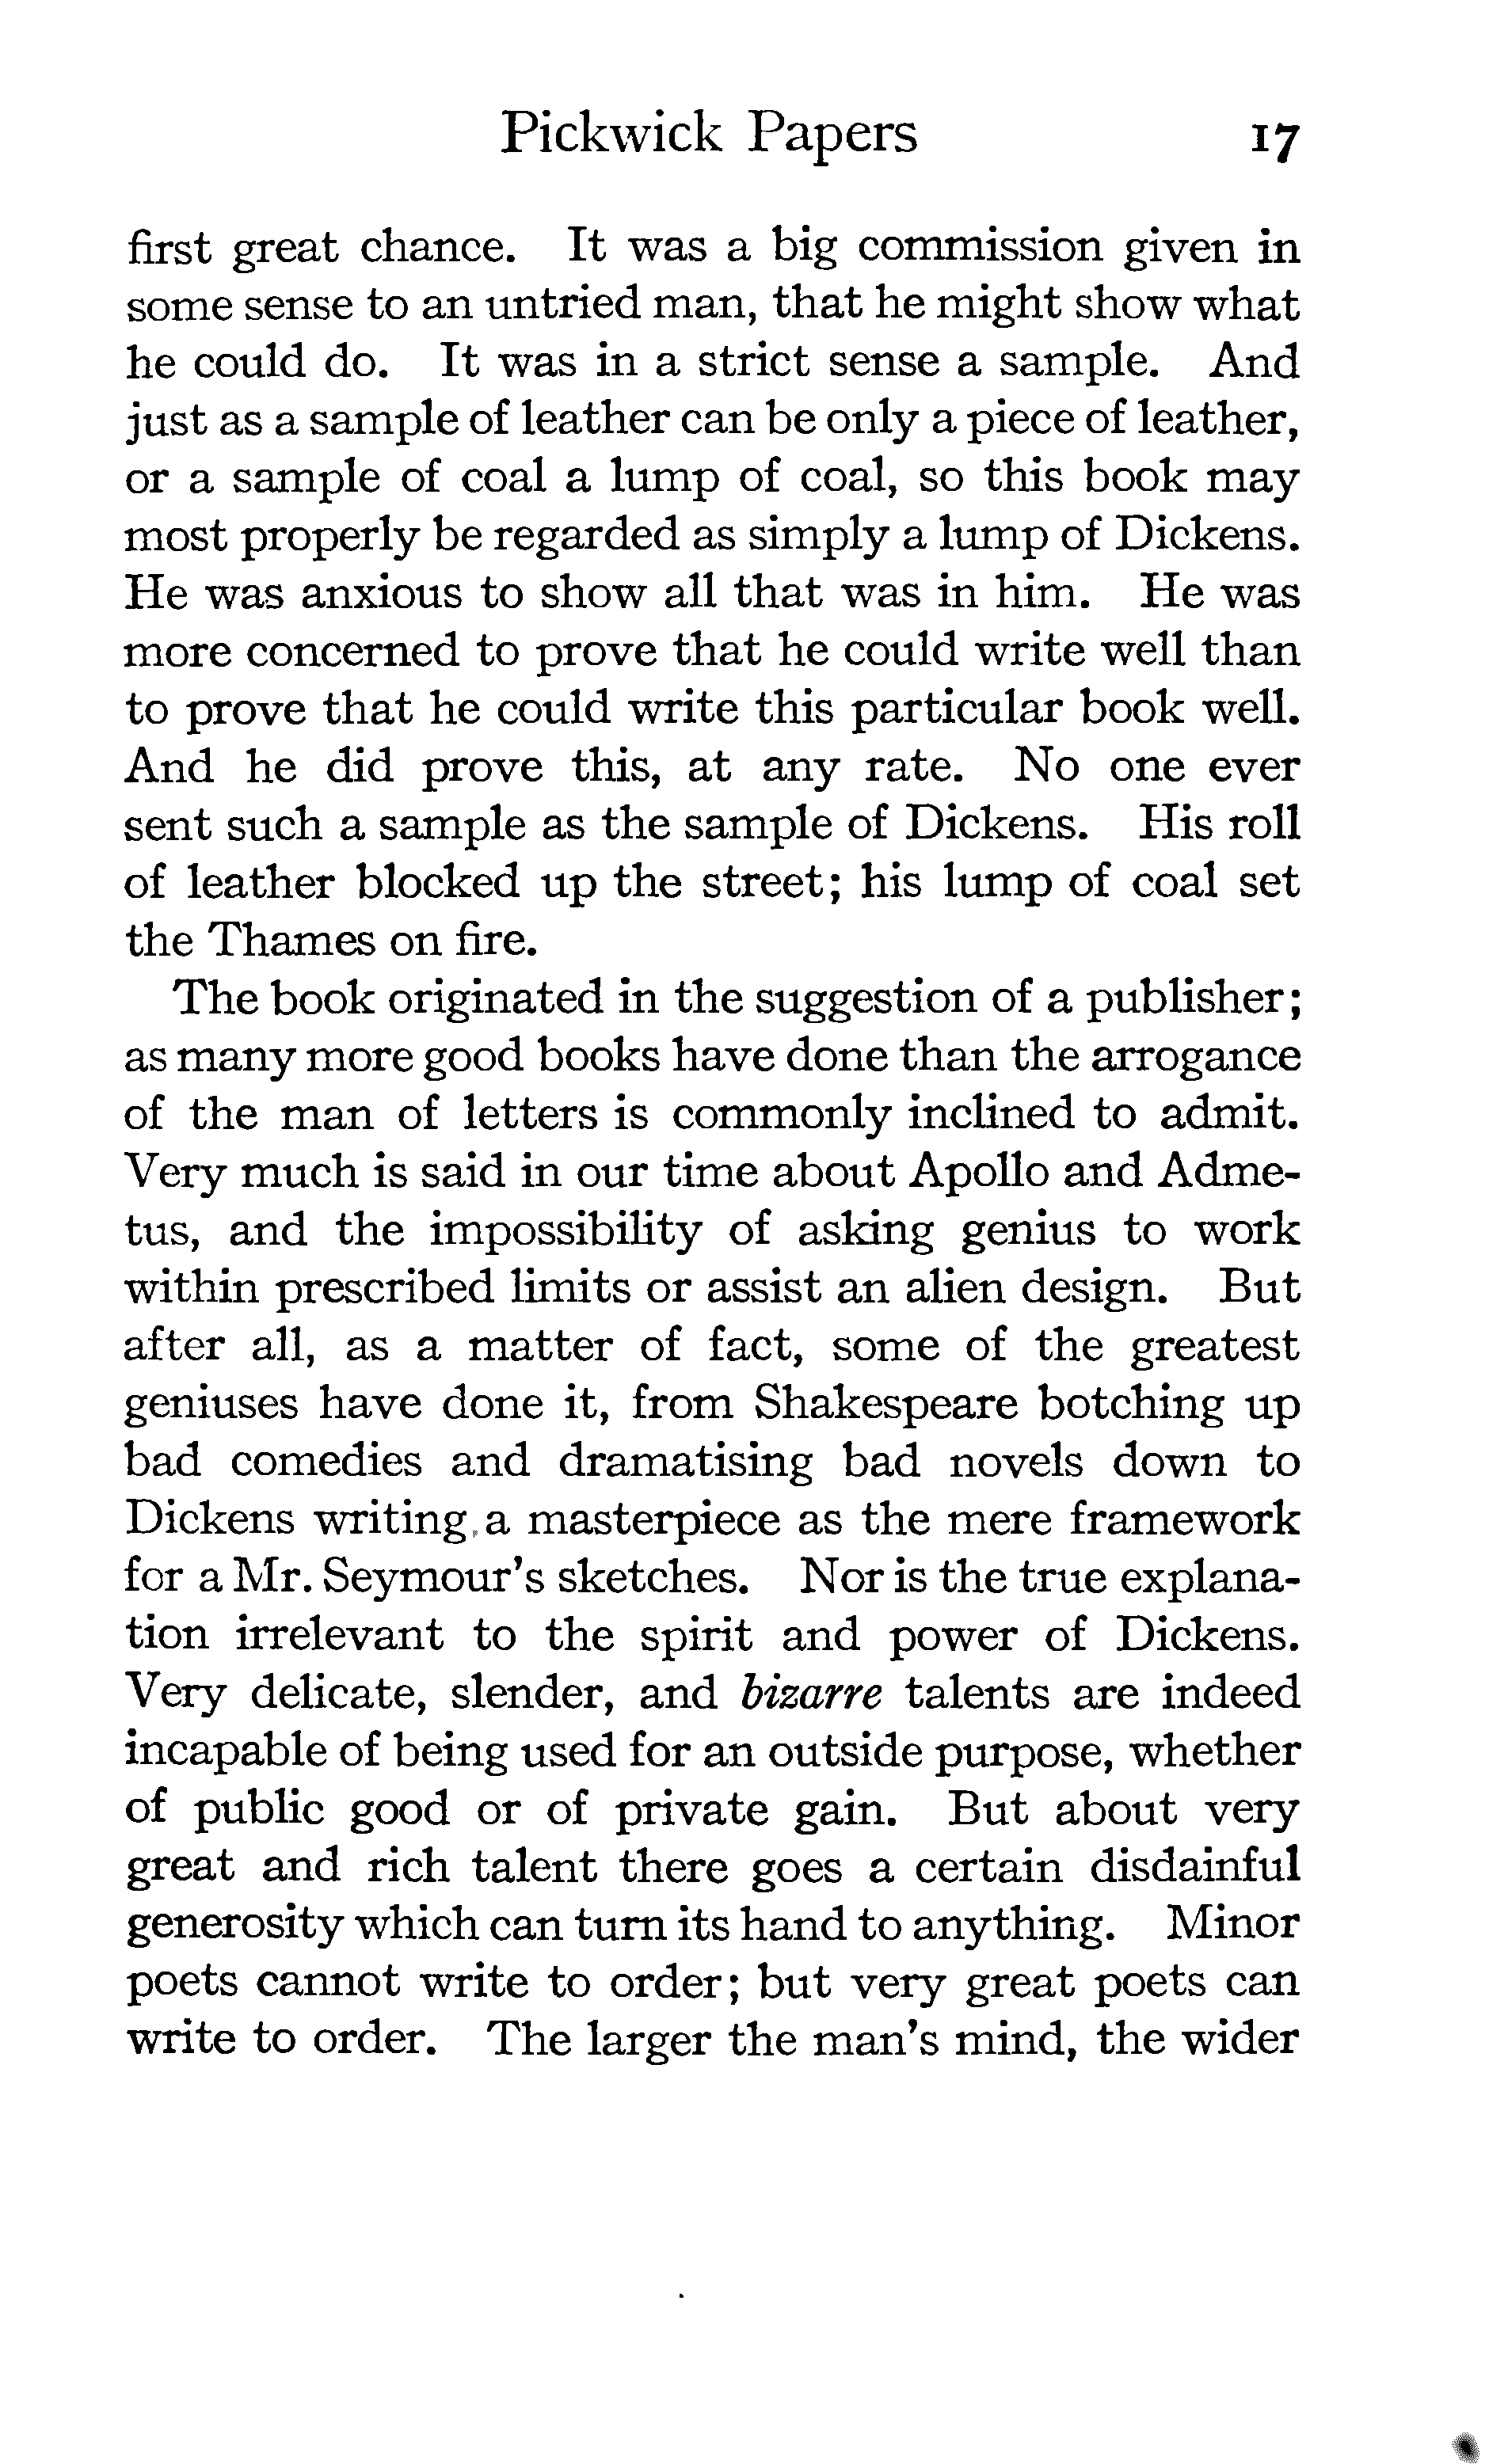 Pickwick Papers 17
first great chance. It was a big commission given in
some sense to an untried man, that he might show what
he could do. It was in a strict sense a sample. And
just as a sample of leather can be only a piece of leather,
or a sample of coal a lump of coal, so this book may
most properly be regarded as simply a lump of Dickens.
He was anxious to show all that was in him. He was
more concerned to prove that he could write well than
to prove that he could write this particular book well.
And he did prove this, at any rate. No one ever
sent such a sample as the sample of Dickens. His roll
of leather blocked up the street; his lump of coal set
the Thames on fire.
The book originated in the suggestion of a publisher;
as many more good books have done than the arrogance
of the man of letters is commonly inclined to admit.
Very much is said in our time about Apollo and Adme-
tus, and the impossibility of asking genius to work
within prescribed limits or assist an alien design. But
after all, as a matter of fact, some of the greatest
geniuses have done it, from Shakespeare botching up
bad comedies and dramatising bad novels down to
Dickens writing a masterpiece as the mere framework
for a Mr. Seymour's sketches. Nor is the true explana-
tion irrelevant to the spirit and power of Dickens.
Very delicate, slender, and bizarre talents are indeed
incapable of being used for an outside purpose, whether
of public good or of private gain. But about very
great and rich talent there goes a certain disdainful
generosity which can turn its hand to anything. Minor
poets cannot write to order; but very great poets can
write to order. The larger the man's mind, the wider